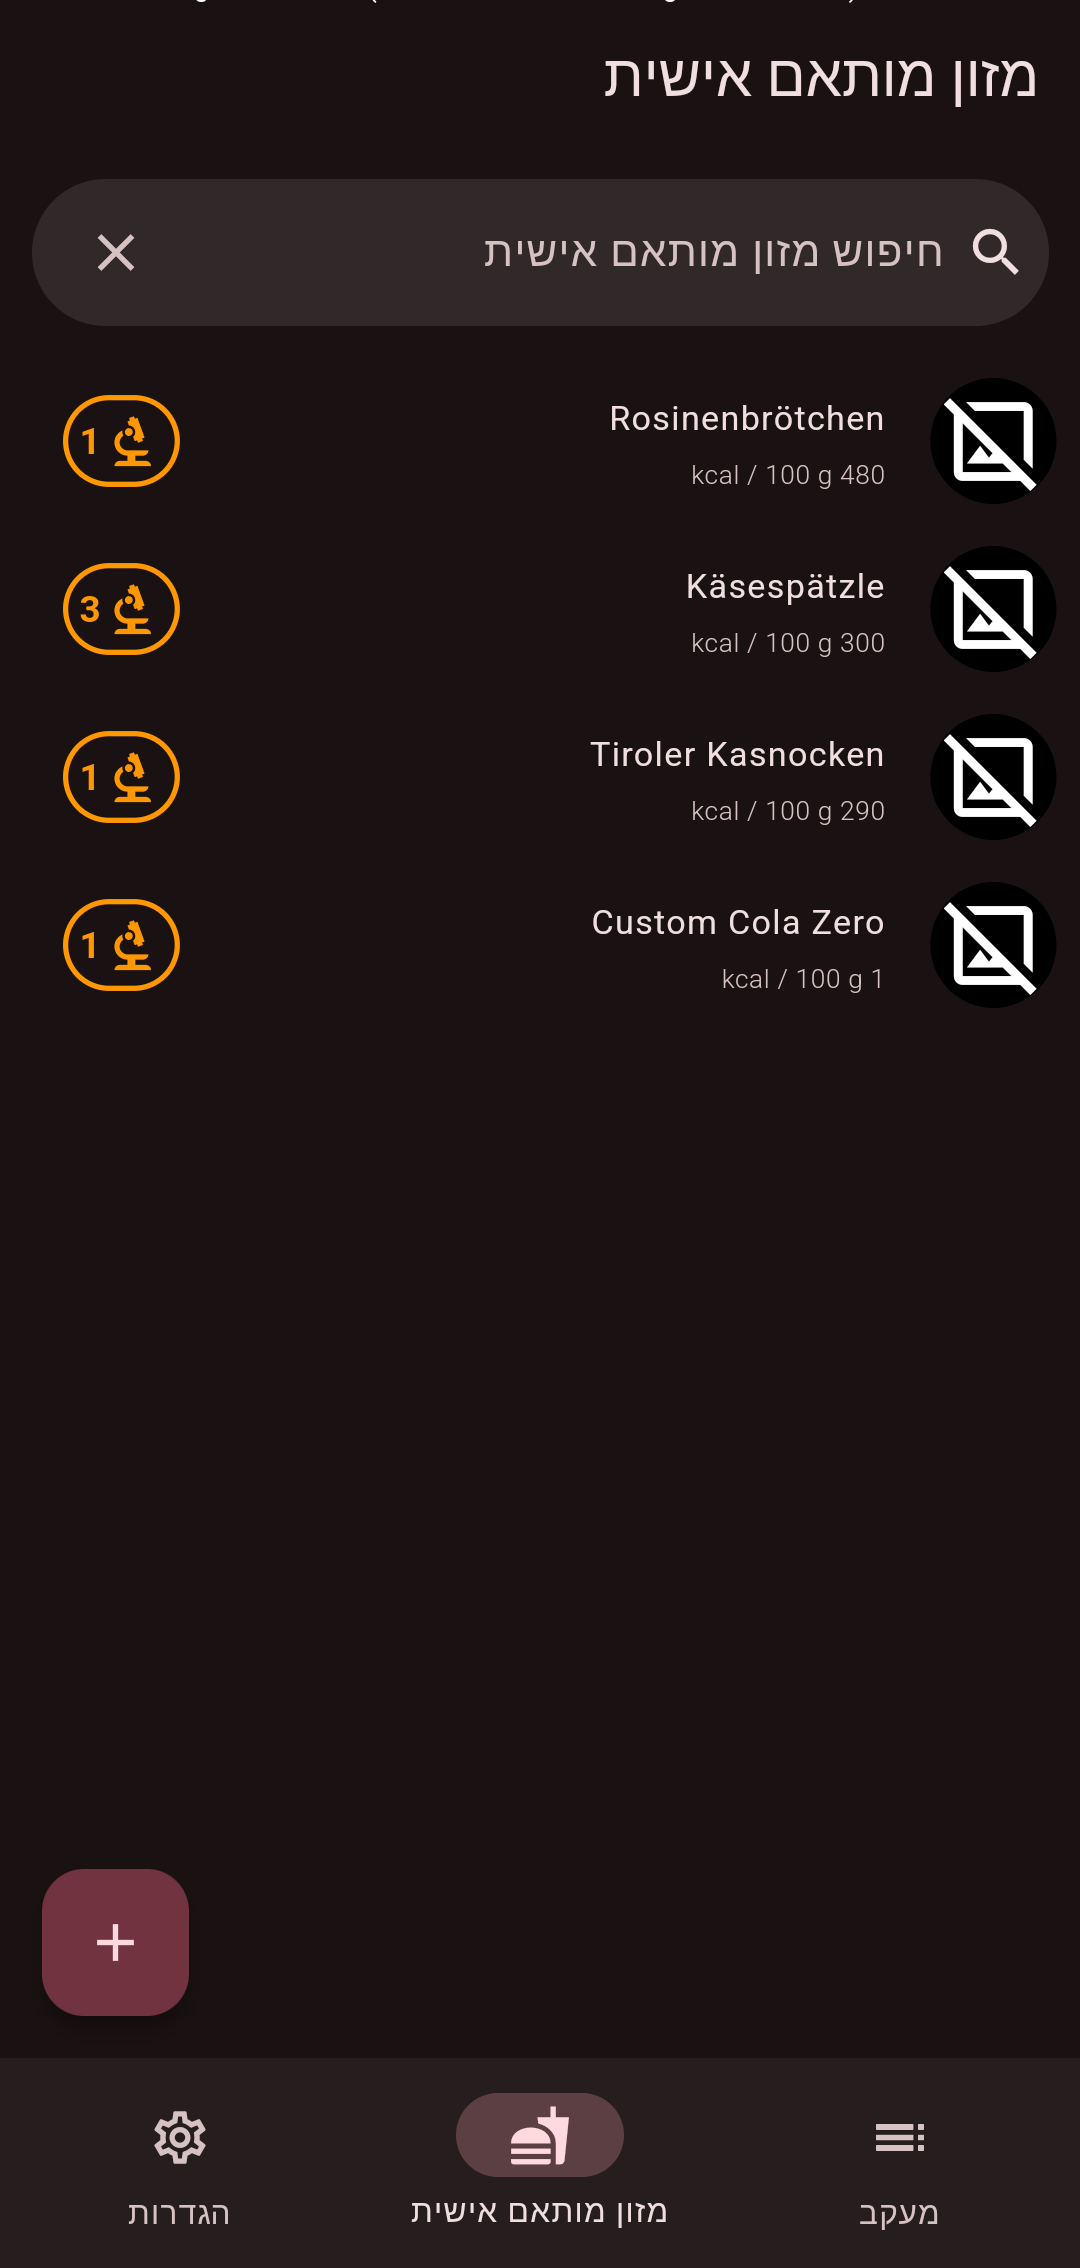 מזון מותאם אישית
חיפוש מזון מותאם אישית
Rosinenbrötchen
kcal / 100 g 480
1
Käsespätzle
kcal / 100 g 300
3
Tiroler Kasnocken
kcal / 100 g 290
1
Custom Cola Zero
kcal / 100 g 1
1
מעקב
מזון מותאם אישית
הגדרות